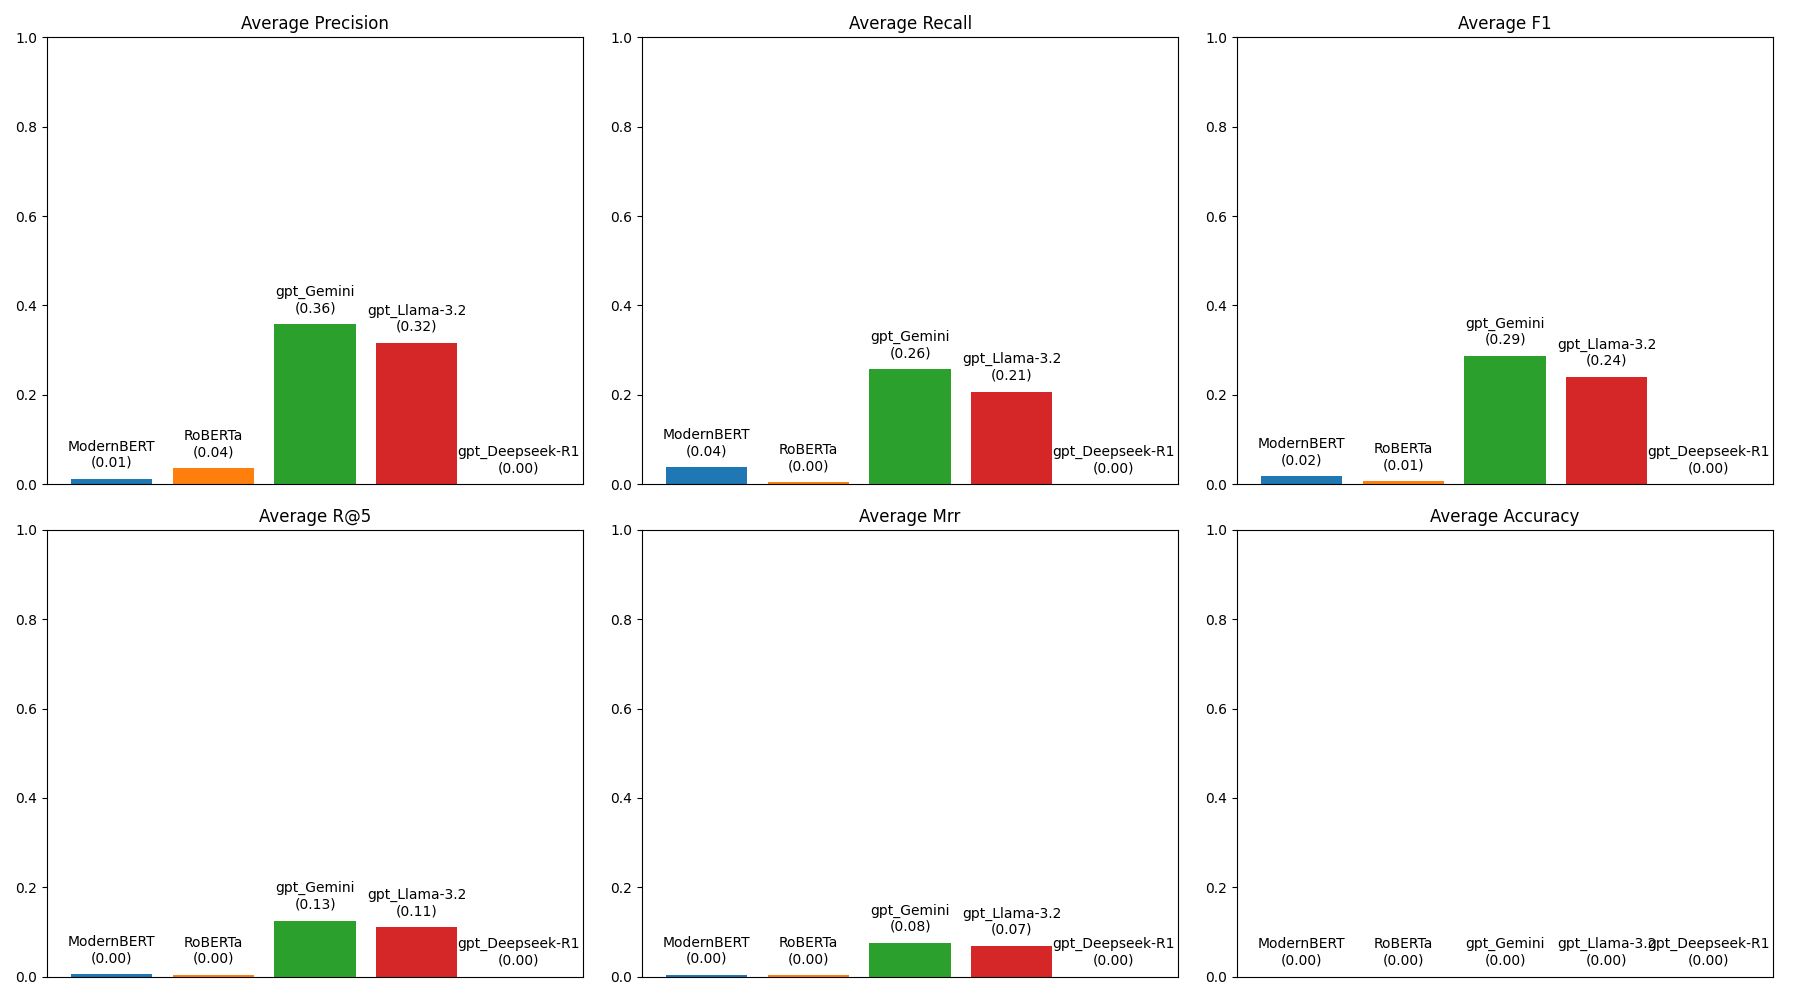 Average Precision
1.0
0.8
0.6
0.4
0.2
0.0
ModernBERT
(0.01)
RoBERTa
(0.04)
gpt_Gemini
(0.36)
gpt_Llama-3.2
(0.32)
gpt_Deepseek-R1
(0.00)
Average Recall
1.0
0.8
0.6
0.4
0.2
0.0
ModernBERT
(0.04)
RoBERTa
(0.00)
gpt_Gemini
(0.26)
gpt_Llama-3.2
(0.21)
gpt_Deepseek-R1
(0.00)
Average F1
1.0
0.8
0.6
0.4
0.2
0.0
ModernBERT
(0.02)
RoBERTa
(0.01)
gpt_Gemini
(0.29)
gpt_Llama-3.2
(0.24)
gpt_Deepseek-R1
(0.00)
Average R@5
1.0
0.8
0.6
0.4
0.2
0.0
ModernBERT
(0.00)
RoBERTa
(0.00)
gpt_Gemini
(0.13)
gpt_Llama-3.2
(0.11)
gpt_Deepseek-R1
(0.00)
Average Mrr
1.0
0.8
0.6
0.4
0.2
0.0
ModernBERT
(0.00)
RoBERTa
(0.00)
gpt_Gemini
(0.08)
gpt_Llama-3.2
(0.07)
gpt_Deepseek-R1
(0.00)
Average Accuracy
1.0
0.8
0.6
0.4
0.2
0.0
ModernBERT
(0.00)
RoBERTa
(0.00)
gpt_Gemini
(0.00)
gpt_Llama-3.2
(0.00)
gpt_Deepseek-R1
(0.00)